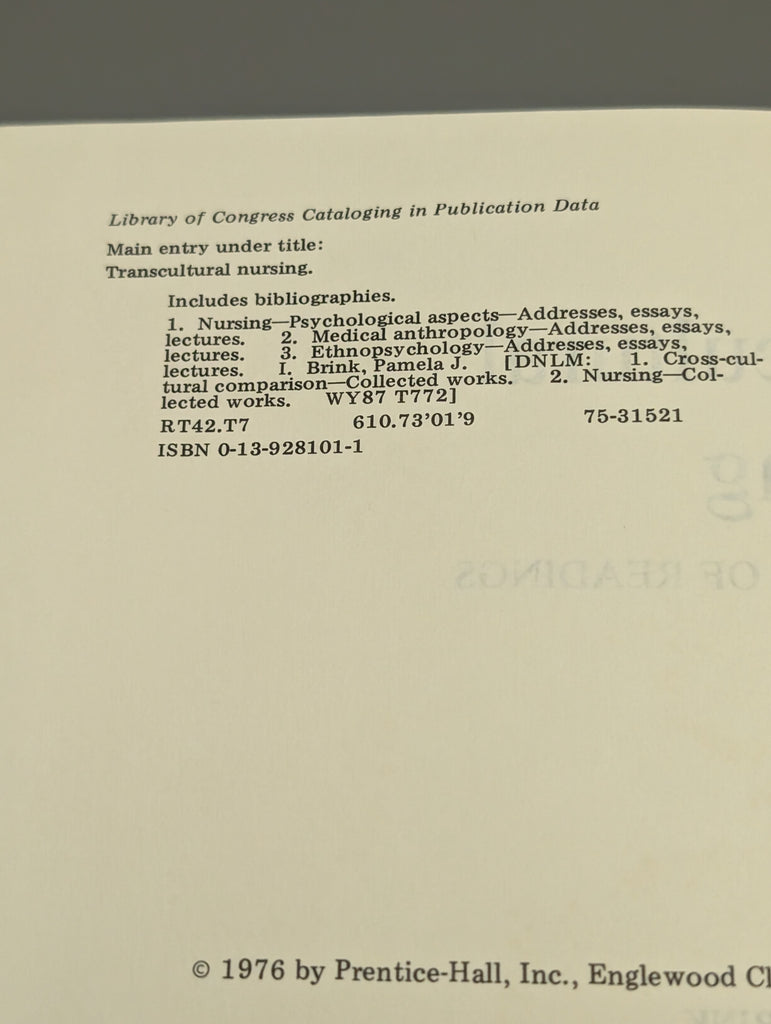 Library of Congress Cataloging in Publication Data
Main entry under title:
Transcultural nursing.
Includes bibliographies.
1. Nursing—Psychological aspects—Addresses, essays,
lectures. 2. Medical anthropology—Addresses, essays,
lectures. 3. Ethnopsychology—Addresses, essays,
lectures. I. Brink, Pamela J. [DNLM: 1. Cross-cul-
tural comparison—Collected works. 2. Nursing—Col-
lected works. WY87 T772]
RT42.T7 610.73'01'9 75-31521
ISBN 0-13-928101-1
OF READINGS
© 1976 by Prentice-Hall, Inc., Englewood